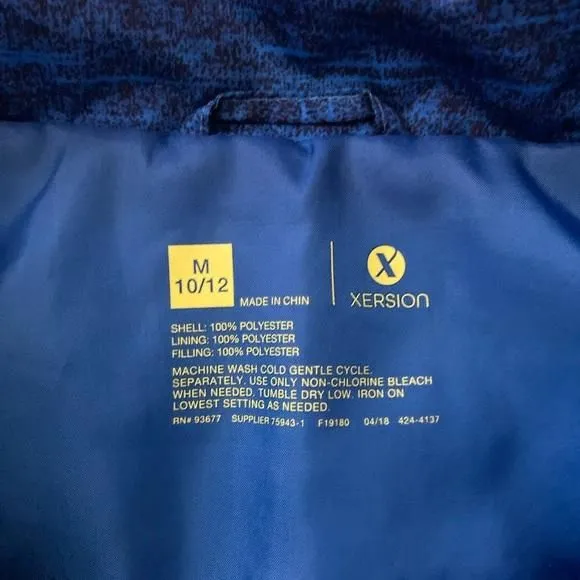 M
10/12
MADE IN CHIN
X
XERSION
SHELL: 100% POLYESTER
LINING: 100% POLYESTER
FILLING: 100% POLYESTER
MACHINE WASH COLD GENTLE CYCLE.
SEPARATELY. USE ONLY NON-CHLORINE BLEACH
WHEN NEEDED. TUMBLE DRY LOW. IRON ON
LOWEST SETTING AS NEEDED.
RN# 93677 SUPPLIER 75943-1 F19180 04/18 424-4137